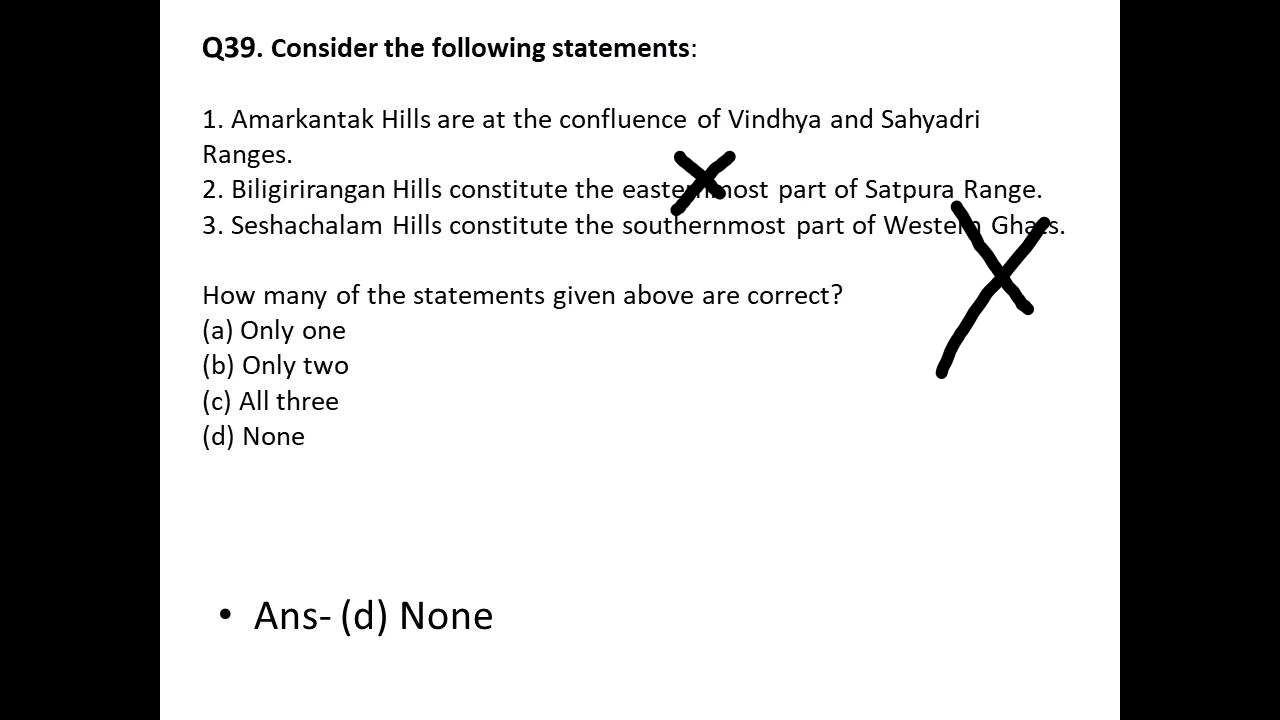 Q39. Consider the following statements:
1. Amarkantak Hills are at the confluence of Vindhya and Sahyadri
Ranges.
2. Biligirirangan Hills constitute the easternmost part of Satpura Range.
3. Seshachalam Hills constitute the southernmost part of Western Ghats.
How many of the statements given above are correct?
(a) Only one
(b) Only two
(c) All three
(d) None
• Ans- (d) None